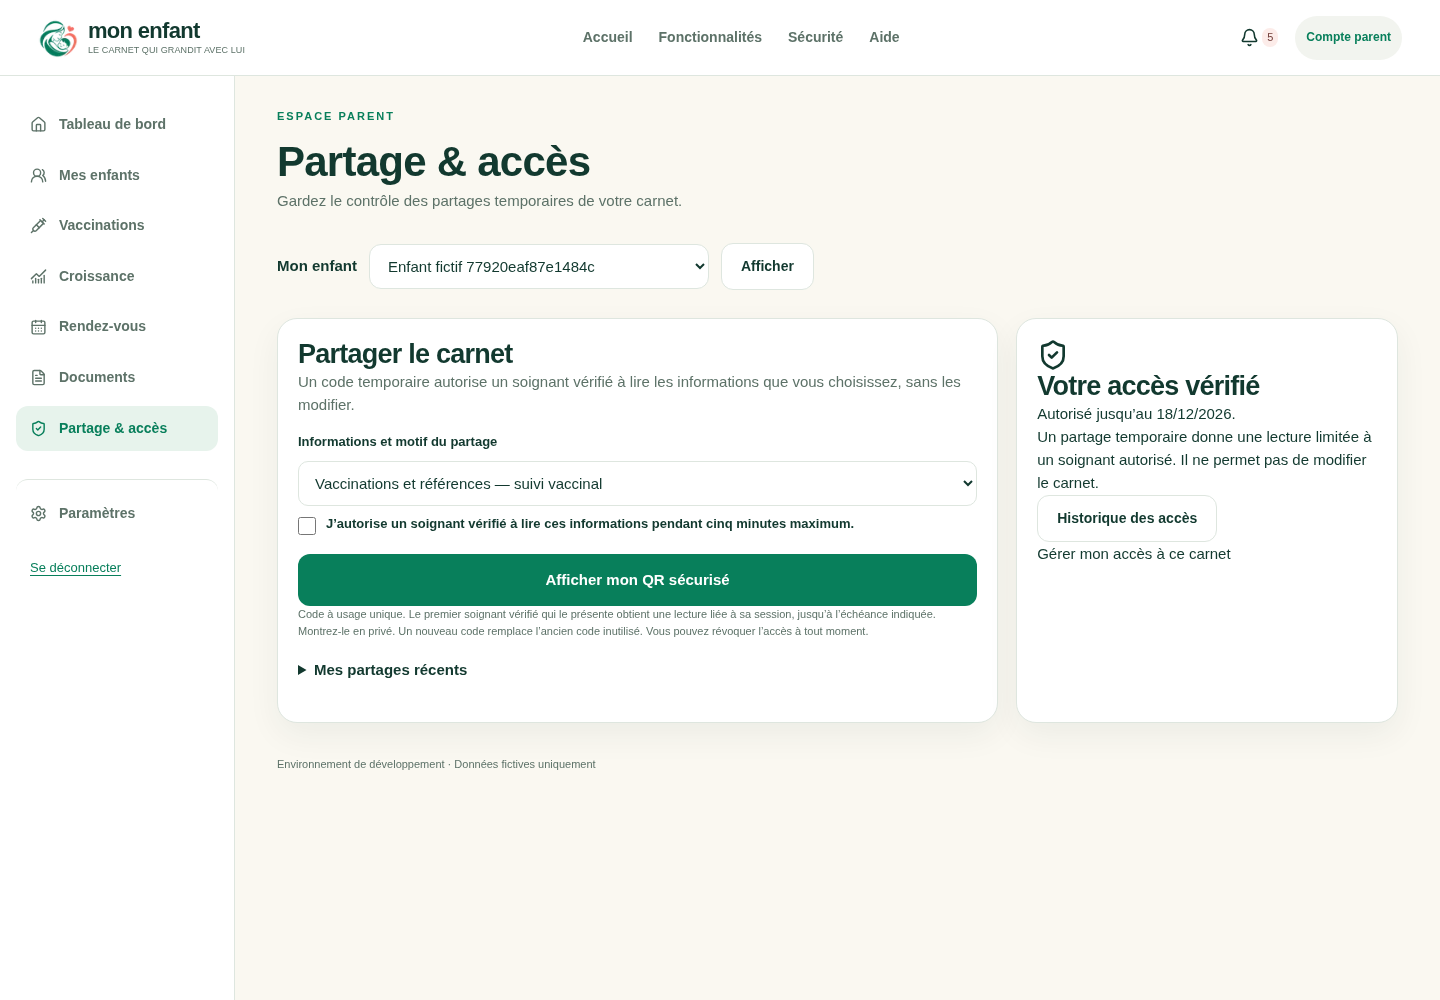 mon enfant
LE CARNET QUI GRANDIT AVEC LUI
Accueil
Fonctionnalités
Sécurité
Aide
5
Compte parent
Tableau de bord
Mes enfants
Vaccinations
Croissance
Rendez-vous
Documents
Partage & accès
Paramètres
Se déconnecter
ESPACE PARENT
Partage & accès
Gardez le contrôle des partages temporaires de votre carnet.
Mon enfant
Enfant fictif 77920eaf87e1484c
Afficher
Partager le carnet
Un code temporaire autorise un soignant vérifié à lire les informations que vous choisissez, sans les
modifier.
Informations et motif du partage
Vaccinations et références — suivi vaccinal
J’autorise un soignant vérifié à lire ces informations pendant cinq minutes maximum.
Afficher mon QR sécurisé
Code à usage unique. Le premier soignant vérifié qui le présente obtient une lecture liée à sa session, jusqu’à l’échéance indiquée.
Montrez-le en privé. Un nouveau code remplace l’ancien code inutilisé. Vous pouvez révoquer l’accès à tout moment.
Mes partages récents
Votre accès vérifié
Autorisé jusqu’au 18/12/2026.
Un partage temporaire donne une lecture limitée à
un soignant autorisé. Il ne permet pas de modifier
le carnet.
Historique des accès
Gérer mon accès à ce carnet
Environnement de développement · Données fictives uniquement